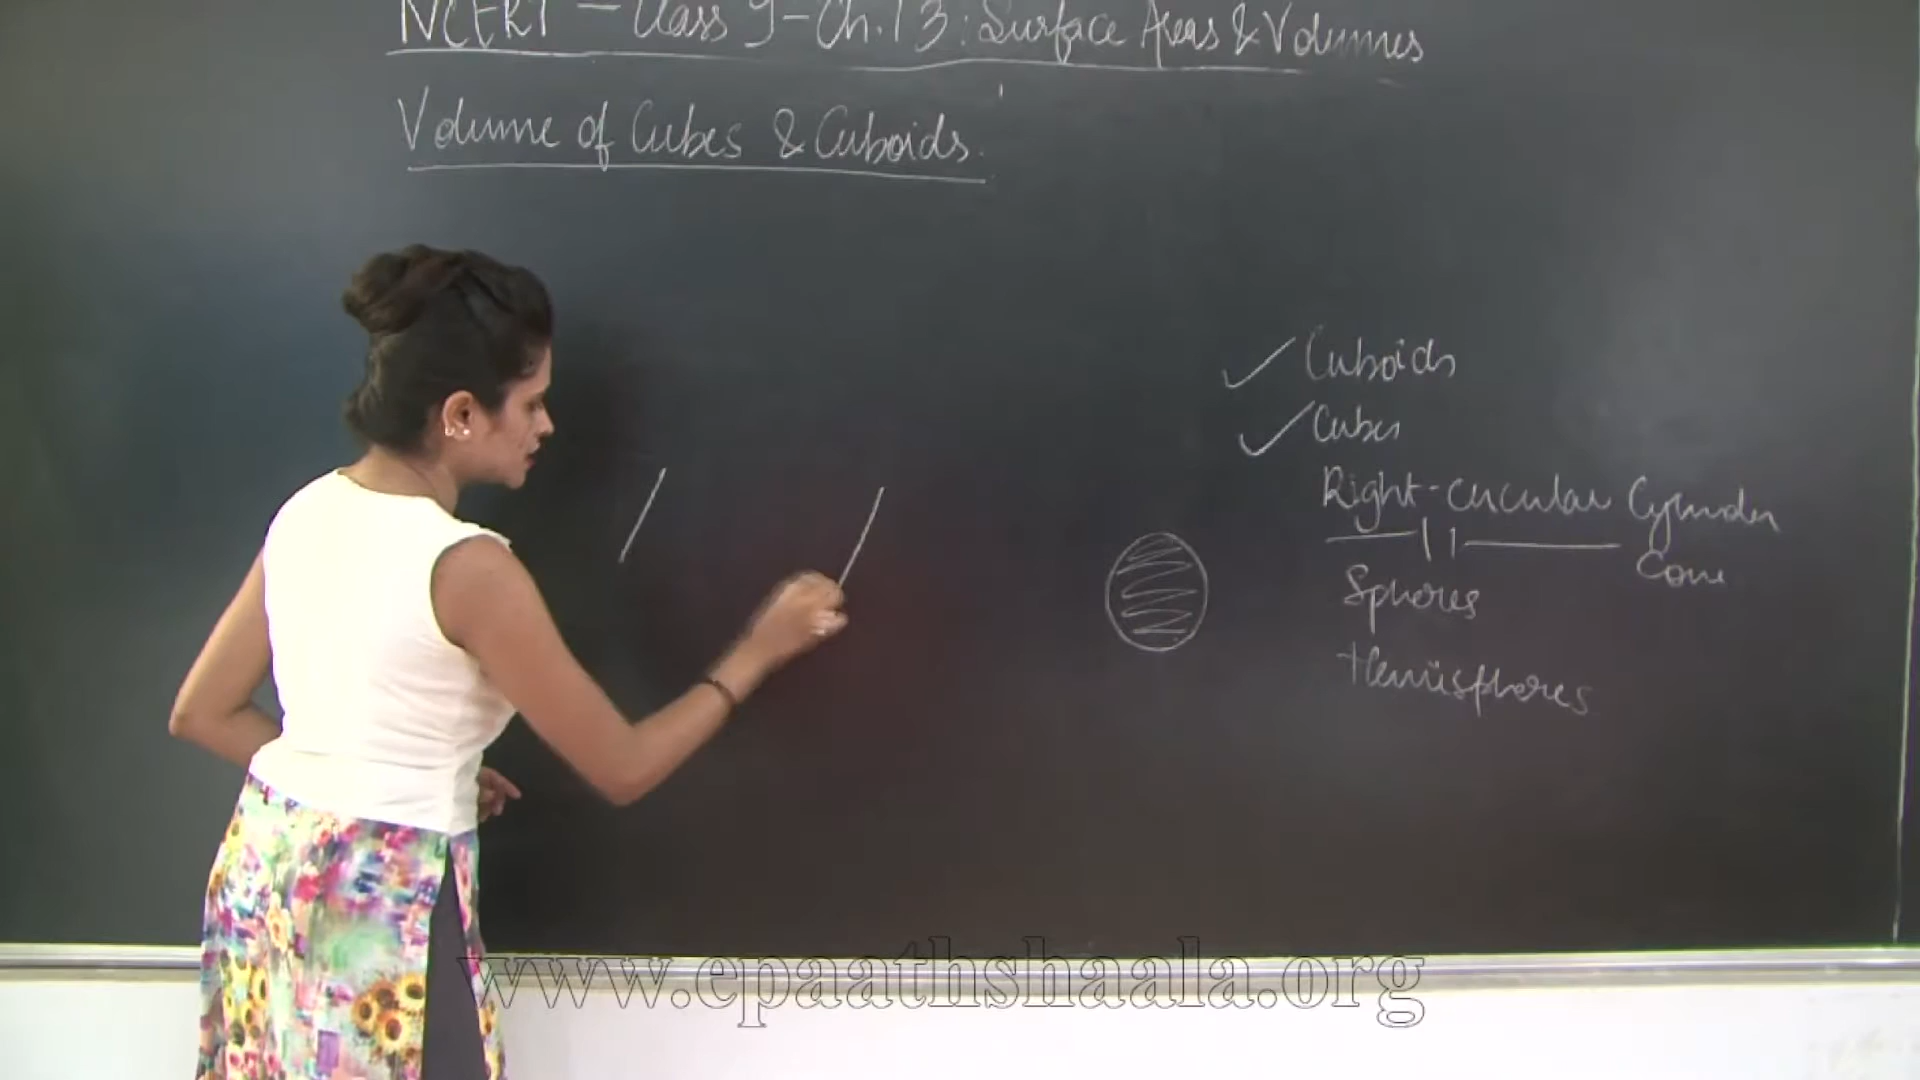 NCERT - Class 9 - Ch. 13 : Surface Areas & Volumes
Volume of Cubes & Cuboids.
Cuboids
Cubes
Right-circular Cylinder
Cone
Spheres
Hemispheres
www.epaathshaala.org